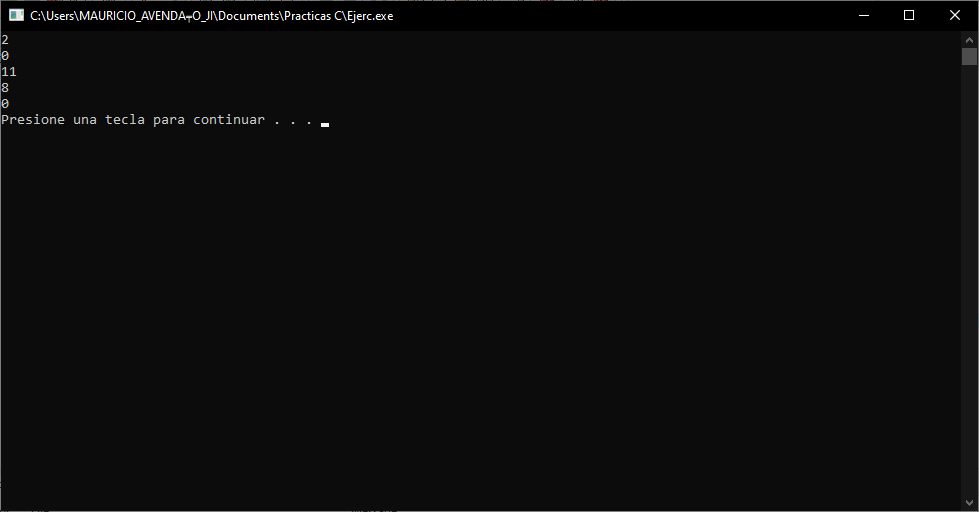 C:\Users\MAURICIO_AVENDA╤O_JI\Documents\Practicas C\Ejerc.exe
2
0
11
8
0
Presione una tecla para continuar . . .